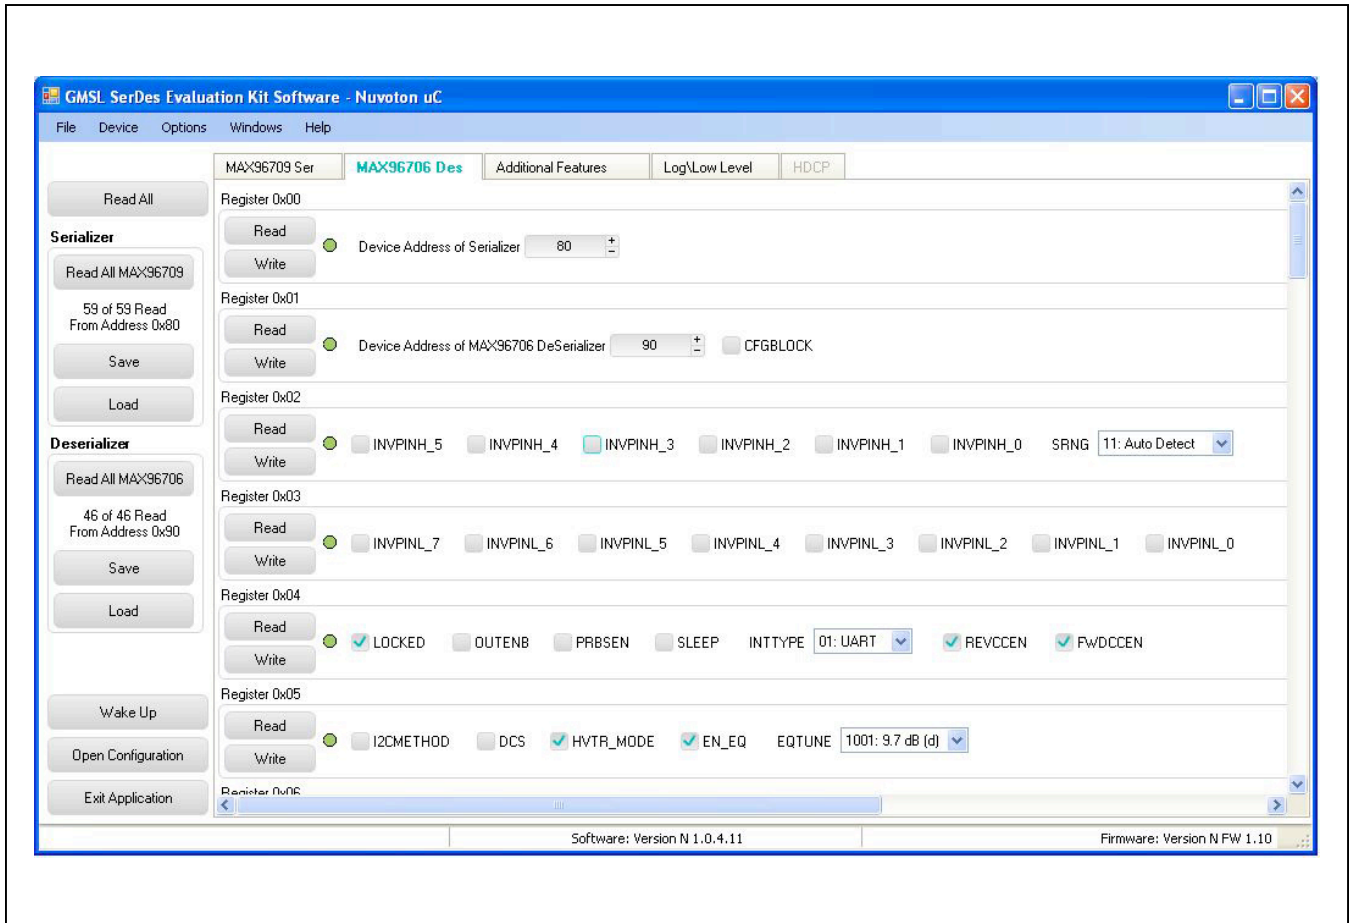 GMSL SerDes Evaluation Kit Software - Nuvoton uC
File Device Options Windows Help
MAX96709 Ser MAX96706 Des Additional Features Log\Low Level HDCP
Read All
Serializer
Read All MAX96709
59 of 59 Read
From Address 0x80
Save
Load
Deserializer
Read All MAX96706
46 of 46 Read
From Address 0x90
Save
Load
Wake Up
Open Configuration
Exit Application
Register 0x00
Read
Device Address of Serializer 80
Write
Register 0x01
Read
Device Address of MAX96706 DeSerializer 90 CFGBLOCK
Write
Register 0x02
Read
INVPINH_5 INVPINH_4 INVPINH_3 INVPINH_2 INVPINH_1 INVPINH_0 SRNG 11: Auto Detect
Write
Register 0x03
Read
INVPINL_7 INVPINL_6 INVPINL_5 INVPINL_4 INVPINL_3 INVPINL_2 INVPINL_1 INVPINL_0
Write
Register 0x04
Read
LOCKED OUTENB PRBSEN SLEEP INTTYPE 01: UART REVCCEN FWDCCEN
Write
Register 0x05
Read
I2CMETHOD DCS HVTR_MODE EN_EQ EQTUNE 1001: 9.7 dB (d)
Write
Register 0x06
Software: Version N 1.0.4.11 Firmware: Version N FW 1.10